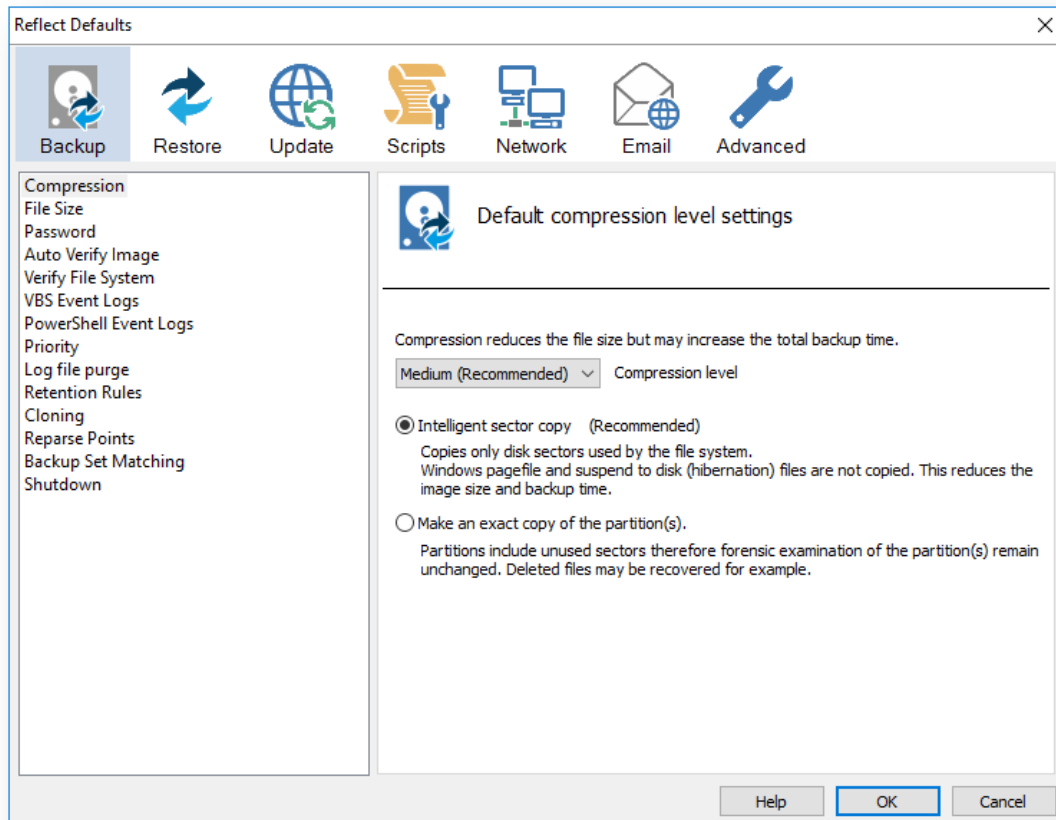 Reflect Defaults
Backup Restore Update Scripts Network Email Advanced
Compression
File Size
Password
Auto Verify Image
Verify File System
VBS Event Logs
PowerShell Event Logs
Priority
Log file purge
Retention Rules
Cloning
Reparse Points
Backup Set Matching
Shutdown
Default compression level settings
Compression reduces the file size but may increase the total backup time.
Medium (Recommended) Compression level
Intelligent sector copy (Recommended)
Copies only disk sectors used by the file system.
Windows pagefile and suspend to disk (hibernation) files are not copied. This reduces the
image size and backup time.
Make an exact copy of the partition(s).
Partitions include unused sectors therefore forensic examination of the partition(s) remain
unchanged. Deleted files may be recovered for example.
Help OK Cancel